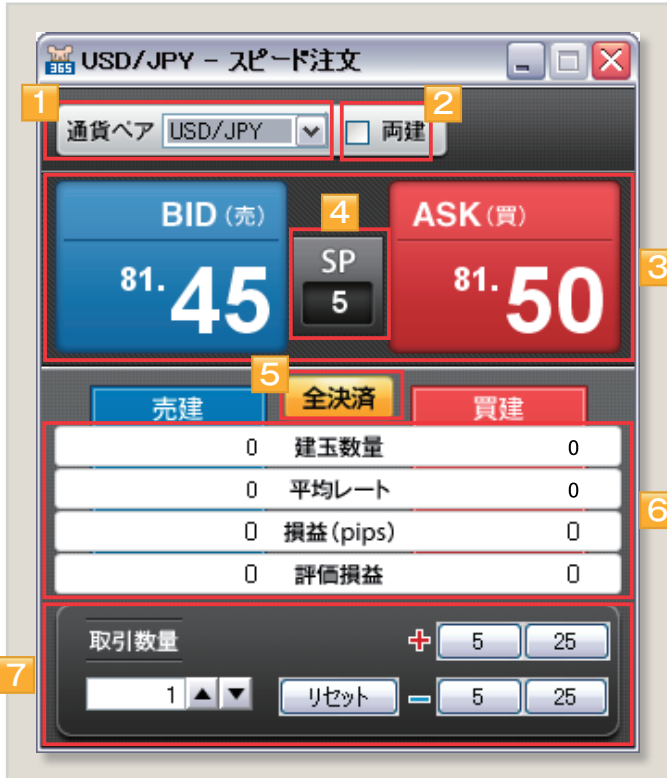 365 USD/JPY - スピード注文
1
2
通貨ペア USD/JPY 両建
BID(売) 4 ASK(買)
3
81.45 SP 5 81.50
5
売建 全決済 買建
0 建玉数量 0
0 平均レート 0
6
0 損益(pips) 0
0 評価損益 0
取引数量 + 5 25
7
1 リセット - 5 25